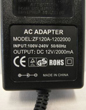 AC ADAPTER
MODEL:ZF120A-1202000
INPUT:100V-240V 50/60Hz
OUTPUT: DC 12V/2000mA